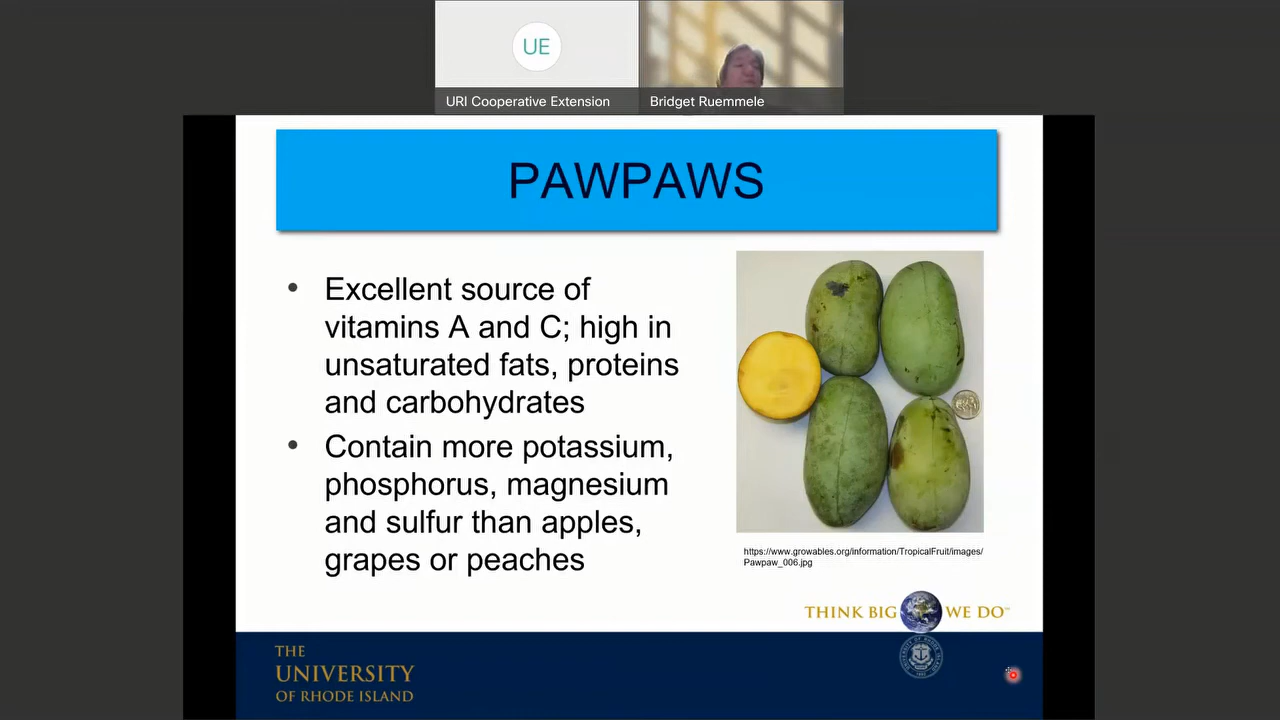 UE
URI Cooperative Extension
Bridget Ruemmele
PAWPAWS
• Excellent source of
vitamins A and C; high in
unsaturated fats, proteins
and carbohydrates
• Contain more potassium,
phosphorus, magnesium
and sulfur than apples,
grapes or peaches
https://www.growables.org/information/TropicalFruit/images/
Pawpaw_006.jpg
THINK BIG WE DO™
THE
UNIVERSITY
OF RHODE ISLAND